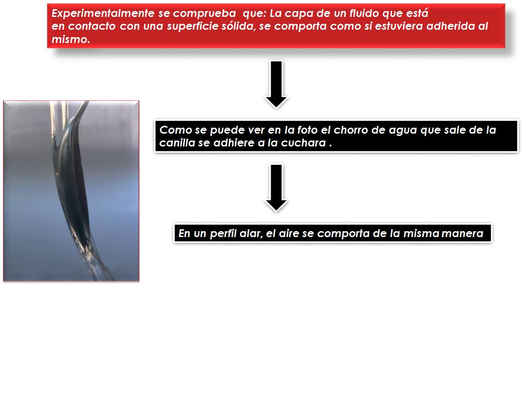 Experimentalmente se comprueba que: La capa de un fluido que está
en contacto con una superficie sólida, se comporta como si estuviera adherida al
mismo.
Como se puede ver en la foto el chorro de agua que sale de la
canilla se adhiere a la cuchara .
En un perfil alar, el aire se comporta de la misma manera